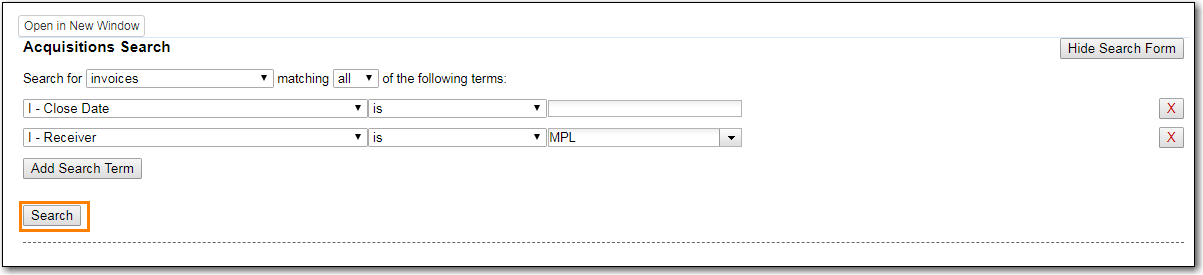 Open in New Window
Acquisitions Search
Hide Search Form
Search for invoices matching all of the following terms:
I - Close Date is X
I - Receiver is MPL X
Add Search Term
Search